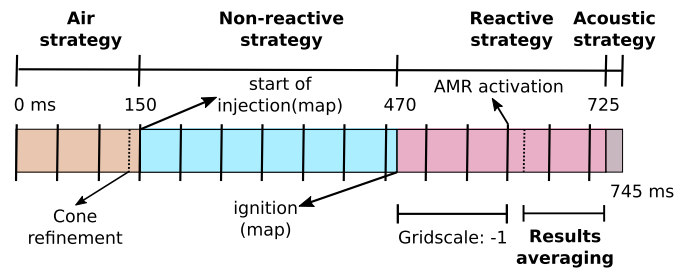 Air
strategy
Non-reactive
strategy
Reactive
strategy
Acoustic
strategy
start of
injection(map)
AMR activation
0 ms
150
470
725
745 ms
Cone
refinement
ignition
(map)
Gridscale: -1
Results
averaging